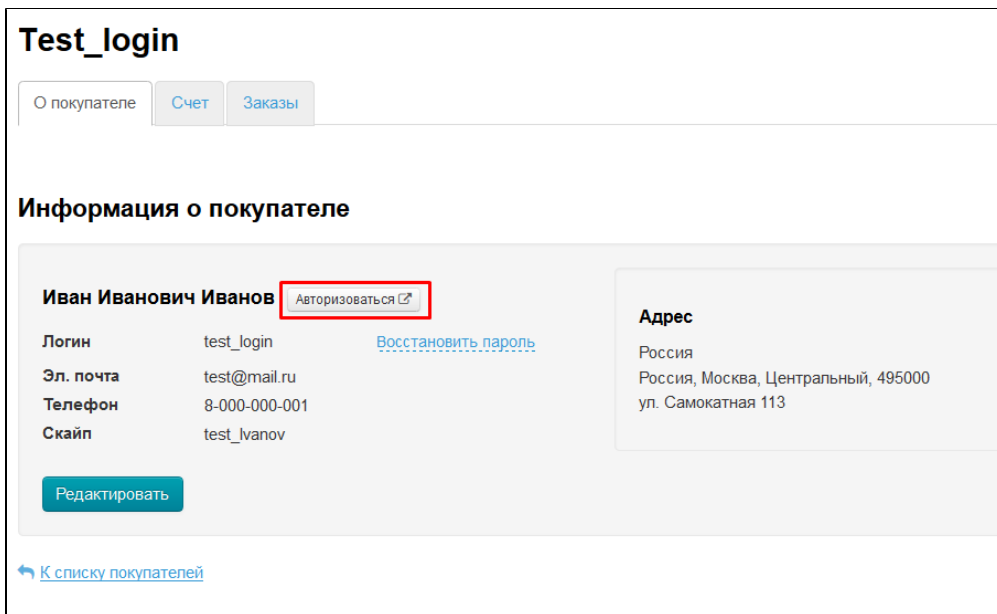 Test_login
О покупателе Счет Заказы
Информация о покупателе
Иван Иванович Иванов Авторизоваться
Логин test_login Восстановить пароль
Эл. почта test@mail.ru
Телефон 8-000-000-001
Скайп test_Ivanov
Редактировать
Адрес
Россия
Россия, Москва, Центральный, 495000
ул. Самокатная 113
К списку покупателей